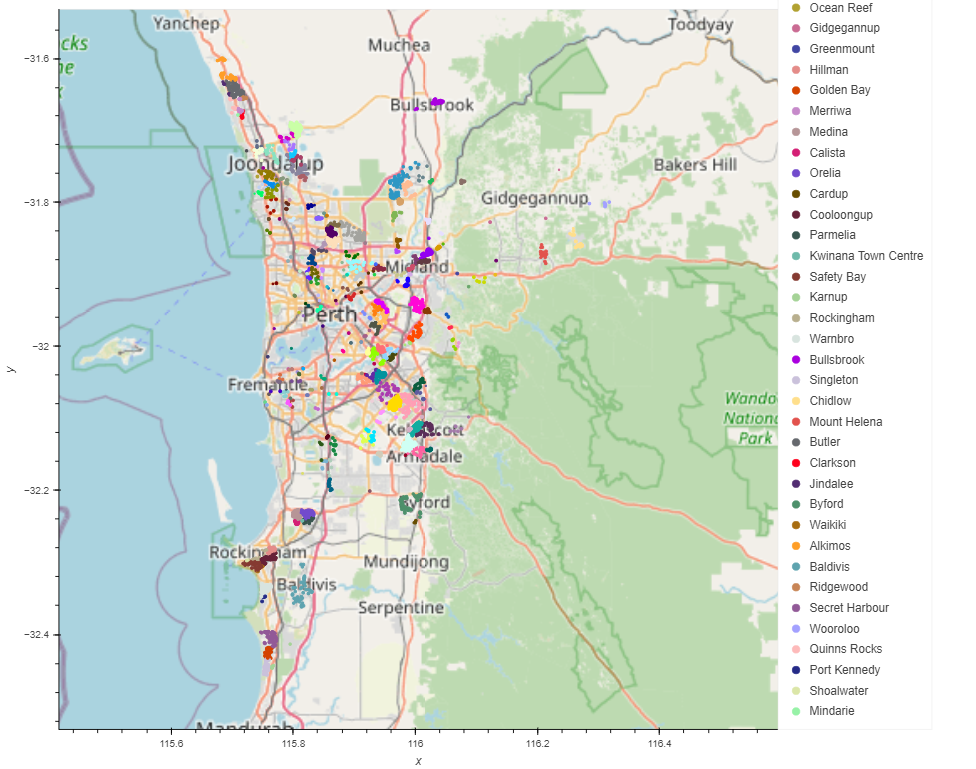 Yanchep
Toodyay
Muchea
cks
ne
Bullsbrook
Joondalup
Bakers Hill
Gidgegannup
Midland
Perth
Fremantle
Wando
Nationa
Park
Armadale
Byford
Rockingham
Mundijong
Baldivis
Serpentine
Mandurah
−31.6
−31.8
−32
−32.2
−32.4
y
115.6
115.8
116
116.2
116.4
x
Ocean Reef
Gidgegannup
Greenmount
Hillman
Golden Bay
Merriwa
Medina
Calista
Orelia
Cardup
Cooloongup
Parmelia
Kwinana Town Centre
Safety Bay
Karnup
Rockingham
Warnbro
Bullsbrook
Singleton
Chidlow
Mount Helena
Butler
Clarkson
Jindalee
Byford
Waikiki
Alkimos
Baldivis
Ridgewood
Secret Harbour
Wooroloo
Quinns Rocks
Port Kennedy
Shoalwater
Mindarie